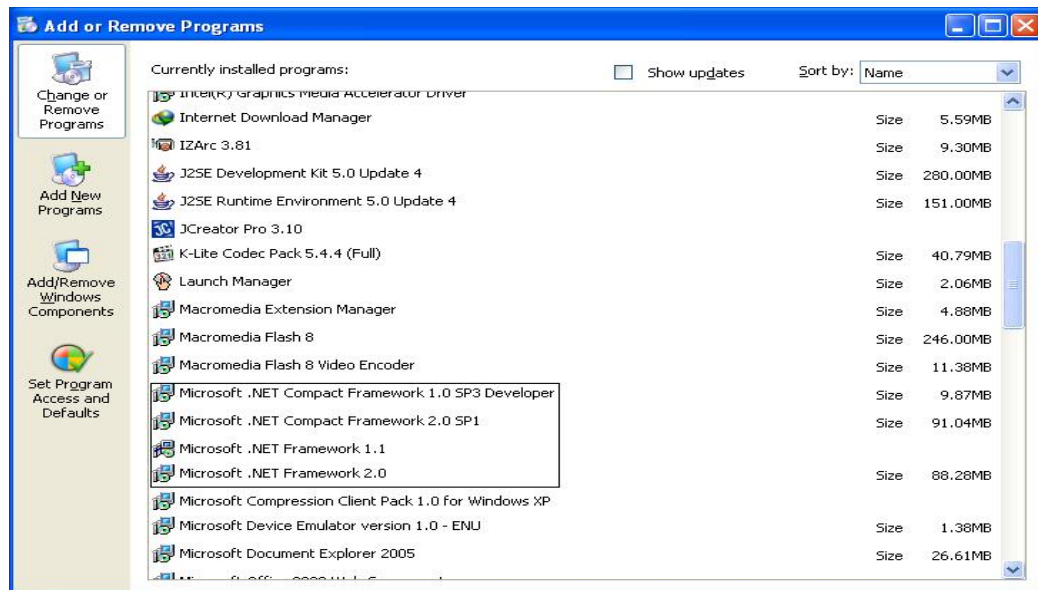 Add or Remove Programs
Change or
Remove
Programs
Add New
Programs
Add/Remove
Windows
Components
Set Program
Access and
Defaults
Currently installed programs:
Show updates
Sort by: Name
Intel(R) Graphics Media Accelerator Driver
Internet Download Manager Size 5.59MB
IZArc 3.81 Size 9.30MB
J2SE Development Kit 5.0 Update 4 Size 280.00MB
J2SE Runtime Environment 5.0 Update 4 Size 151.00MB
JCreator Pro 3.10
K-Lite Codec Pack 5.4.4 (Full) Size 40.79MB
Launch Manager Size 2.06MB
Macromedia Extension Manager Size 4.88MB
Macromedia Flash 8 Size 246.00MB
Macromedia Flash 8 Video Encoder Size 11.38MB
Microsoft .NET Compact Framework 1.0 SP3 Developer Size 9.87MB
Microsoft .NET Compact Framework 2.0 SP1 Size 91.04MB
Microsoft .NET Framework 1.1
Microsoft .NET Framework 2.0 Size 88.28MB
Microsoft Compression Client Pack 1.0 for Windows XP
Microsoft Device Emulator version 1.0 - ENU Size 1.38MB
Microsoft Document Explorer 2005 Size 26.61MB